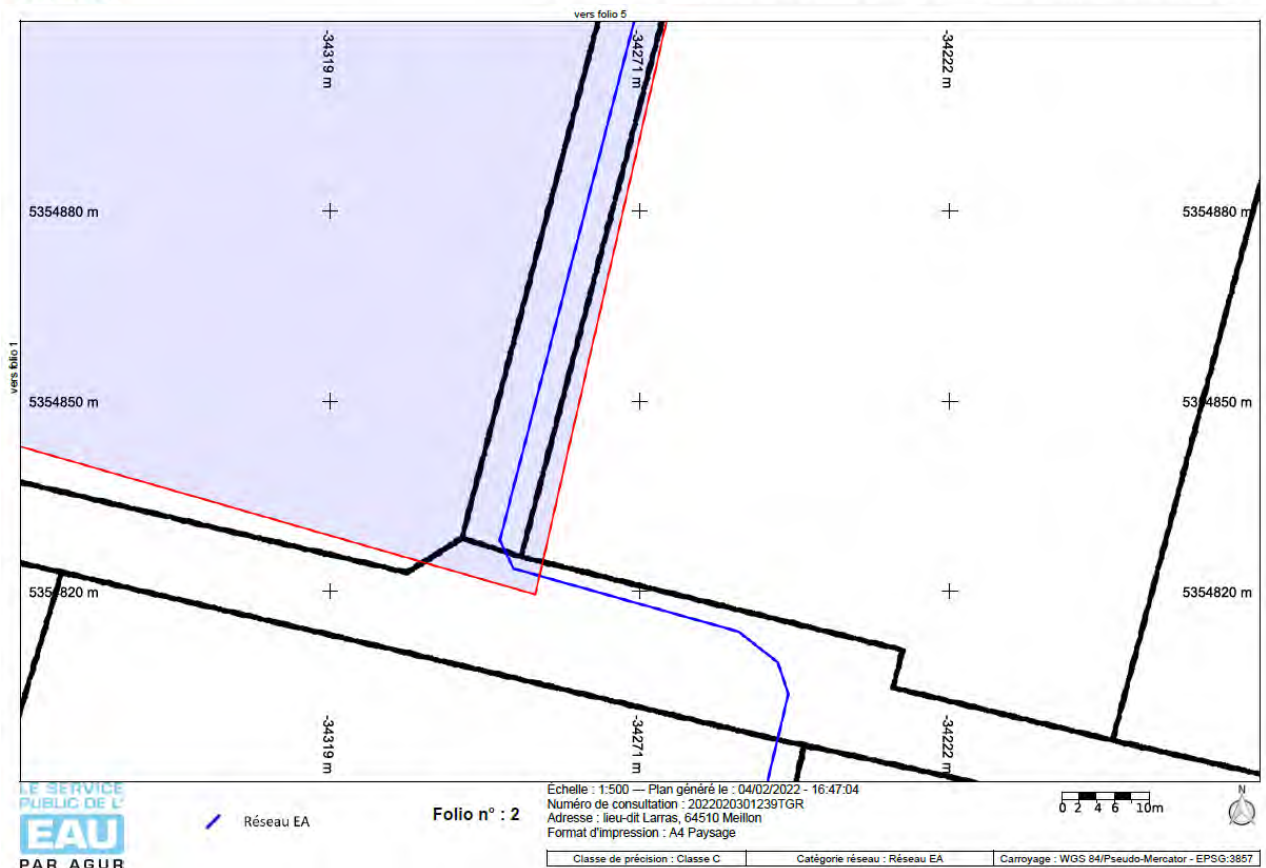 vers folio 5
-34319 m
-34271 m
-34222 m
5354880 m
5354880 m
vers folio 1
5354850 m
5354850 m
5354820 m
5354820 m
-34319 m
-34271 m
-34222 m
LE SERVICE
PUBLIC DE L'
EAU
PAR AGUR
Réseau EA
Folio n° : 2
Échelle : 1:500 — Plan généré le : 04/02/2022 - 16:47:04
Numéro de consultation : 2022020301239TGR
Adresse : lieu-dit Larras, 64510 Meillon
Format d'impression : A4 Paysage
0 2 4 6 10m
N
Classe de précision : Classe C
Catégorie réseau : Réseau EA
Carroyage : WGS 84/Pseudo-Mercator - EPSG:3857